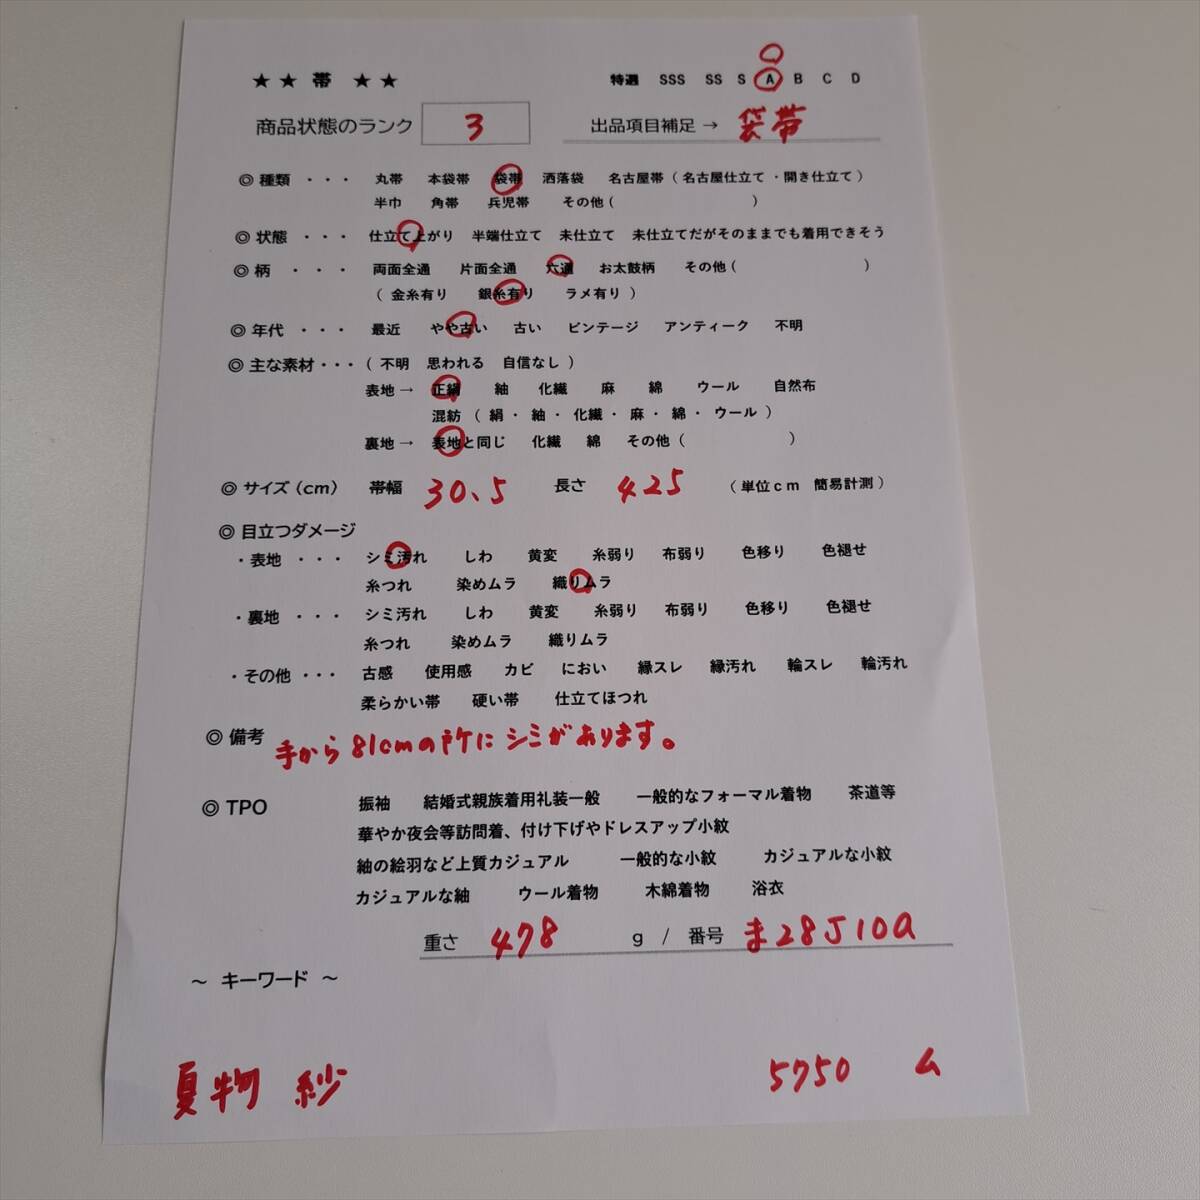 ★ ★ 帯 ★ ★ 特選 SSS SS S A B C D
商品状態のランク 3 出品項目補足 → 袋帯
◎ 種類 ・・・ 丸帯 本袋帯 袋帯 洒落袋 名古屋帯 ( 名古屋仕立て ・ 開き仕立て )
半巾 角帯 兵児帯 その他 ( )
◎ 状態 ・・・ 仕立て上がり 半端仕立て 未仕立て 未仕立てだがそのままでも着用できそう
◎ 柄 ・・・ 両面全通 片面全通 六通 お太鼓柄 その他 ( )
( 金糸有り 銀糸有り ラメ有り )
◎ 年代 ・・・ 最近 やや古い 古い ビンテージ アンティーク 不明
◎ 主な素材・・・ ( 不明 思われる 自信なし )
表地 → 正絹 紬 化繊 麻 綿 ウール 自然布
混紡 ( 絹・ 紬 ・ 化繊・ 麻・ 綿・ ウール )
裏地 → 表地と同じ 化繊 綿 その他 ( )
◎ サイズ (cm) 帯幅 30.5 長さ 425 ( 単位cm 簡易計測 )
◎ 目立つダメージ
・表地 ・・・ シミ汚れ しわ 黄変 糸弱り 布弱り 色移り 色褪せ
糸つれ 染めムラ 織りムラ
・裏地 ・・・ シミ汚れ しわ 黄変 糸弱り 布弱り 色移り 色褪せ
糸つれ 染めムラ 織りムラ
・その他 ・・・ 古感 使用感 カビ におい 縁スレ 縁汚れ 輪スレ 輪汚れ
柔らかい帯 硬い帯 仕立てほつれ
◎ 備考 手から81cmの所にシミがあります。
◎ TPO 振袖 結婚式親族着用礼装一般 一般的なフォーマル着物 茶道等
華やか夜会等訪問着、付け下げやドレスアップ小紋
紬の絵羽など上質カジュアル 一般的な小紋 カジュアルな小紋
カジュアルな紬 ウール着物 木綿着物 浴衣
重さ 478 g / 番号 ま28J10a
～ キーワード ～
夏物 紗 5750 ム